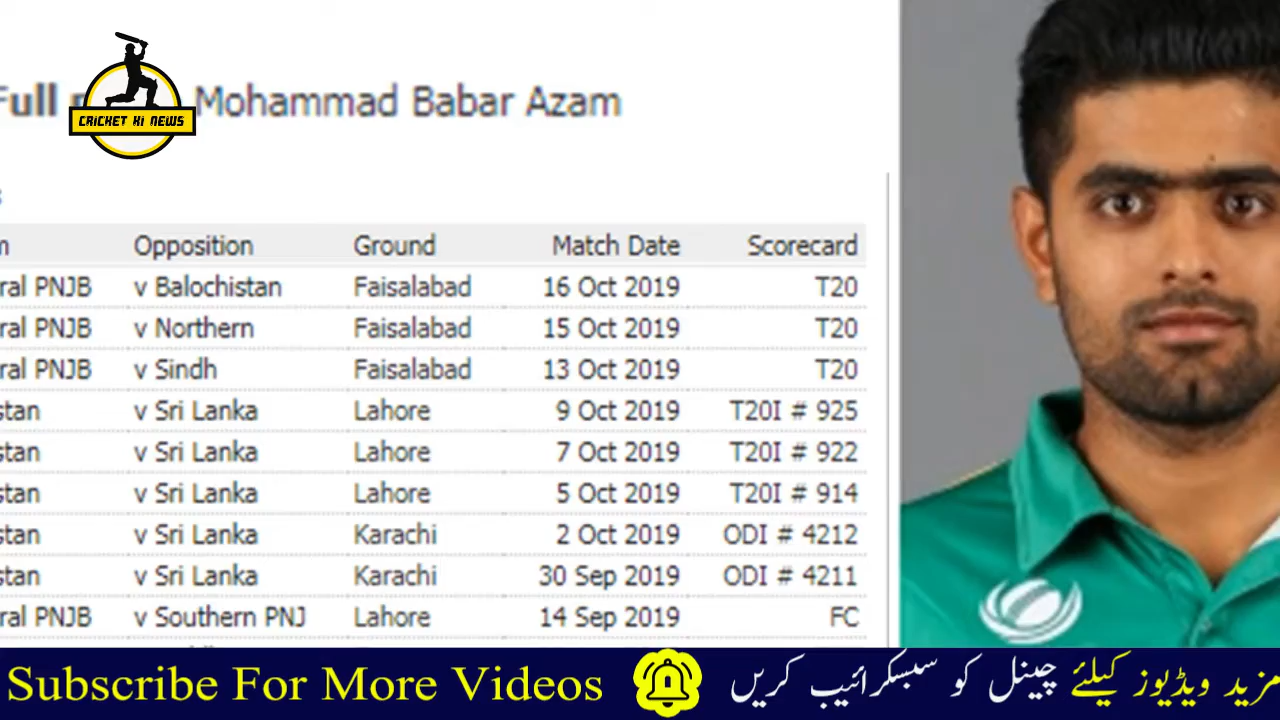 Full Mohammad Babar Azam
CRICKET KI NEWS
Opposition Ground Match Date Scorecard
ral PNJB v Balochistan Faisalabad 16 Oct 2019 T20
ral PNJB v Northern Faisalabad 15 Oct 2019 T20
ral PNJB v Sindh Faisalabad 13 Oct 2019 T20
stan v Sri Lanka Lahore 9 Oct 2019 T20I # 925
stan v Sri Lanka Lahore 7 Oct 2019 T20I # 922
stan v Sri Lanka Lahore 5 Oct 2019 T20I # 914
stan v Sri Lanka Karachi 2 Oct 2019 ODI # 4212
stan v Sri Lanka Karachi 30 Sep 2019 ODI # 4211
ral PNJB v Southern PNJ Lahore 14 Sep 2019 FC
Subscribe For More Videos مزید ویڈیوز کیلئے چینل کو سبسکرائیب کریں